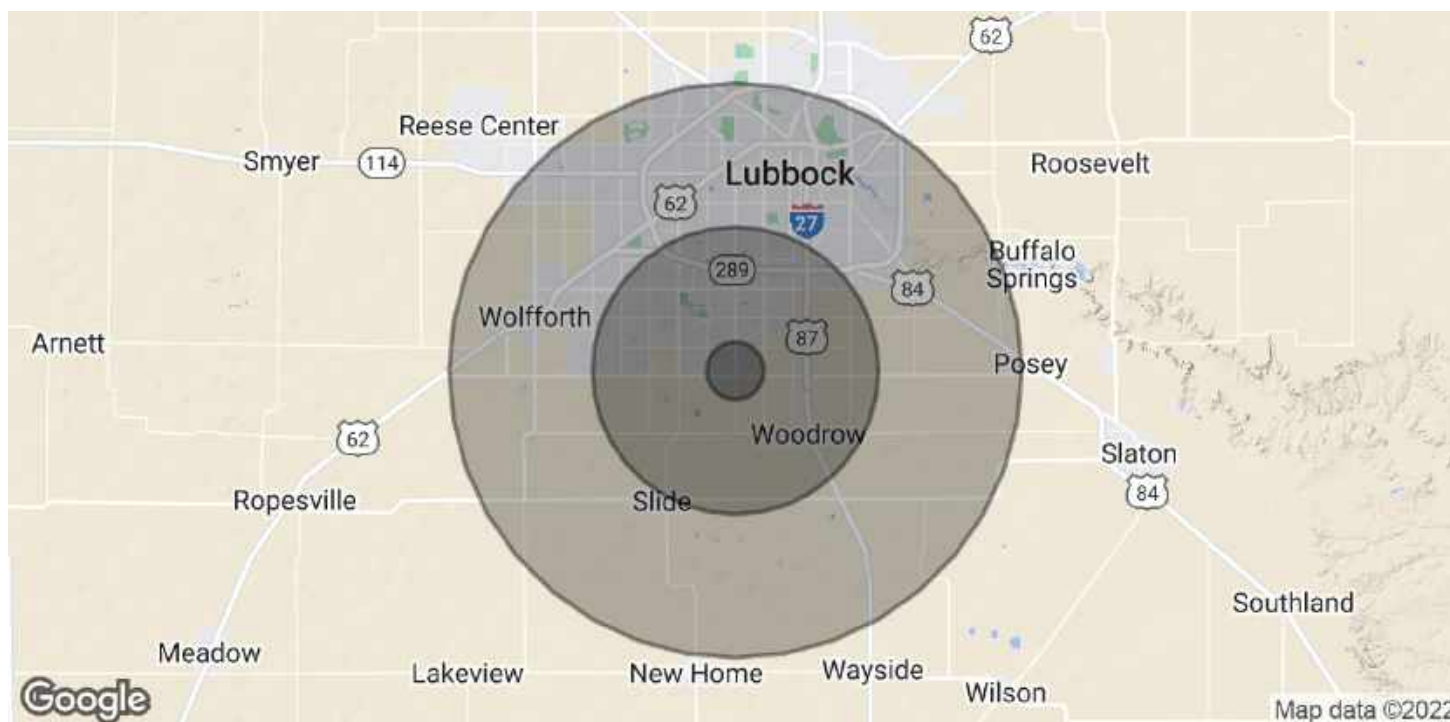 62
Reese Center
Smyer
114
Lubbock
Roosevelt
62
27
Buffalo
Springs
289
84
Wolfforth
87
Arnett
Posey
62
Woodrow
Slaton
Ropesville
Slide
84
Southland
Meadow
Lakeview
New Home
Wayside
Wilson
Google
Map data ©2022